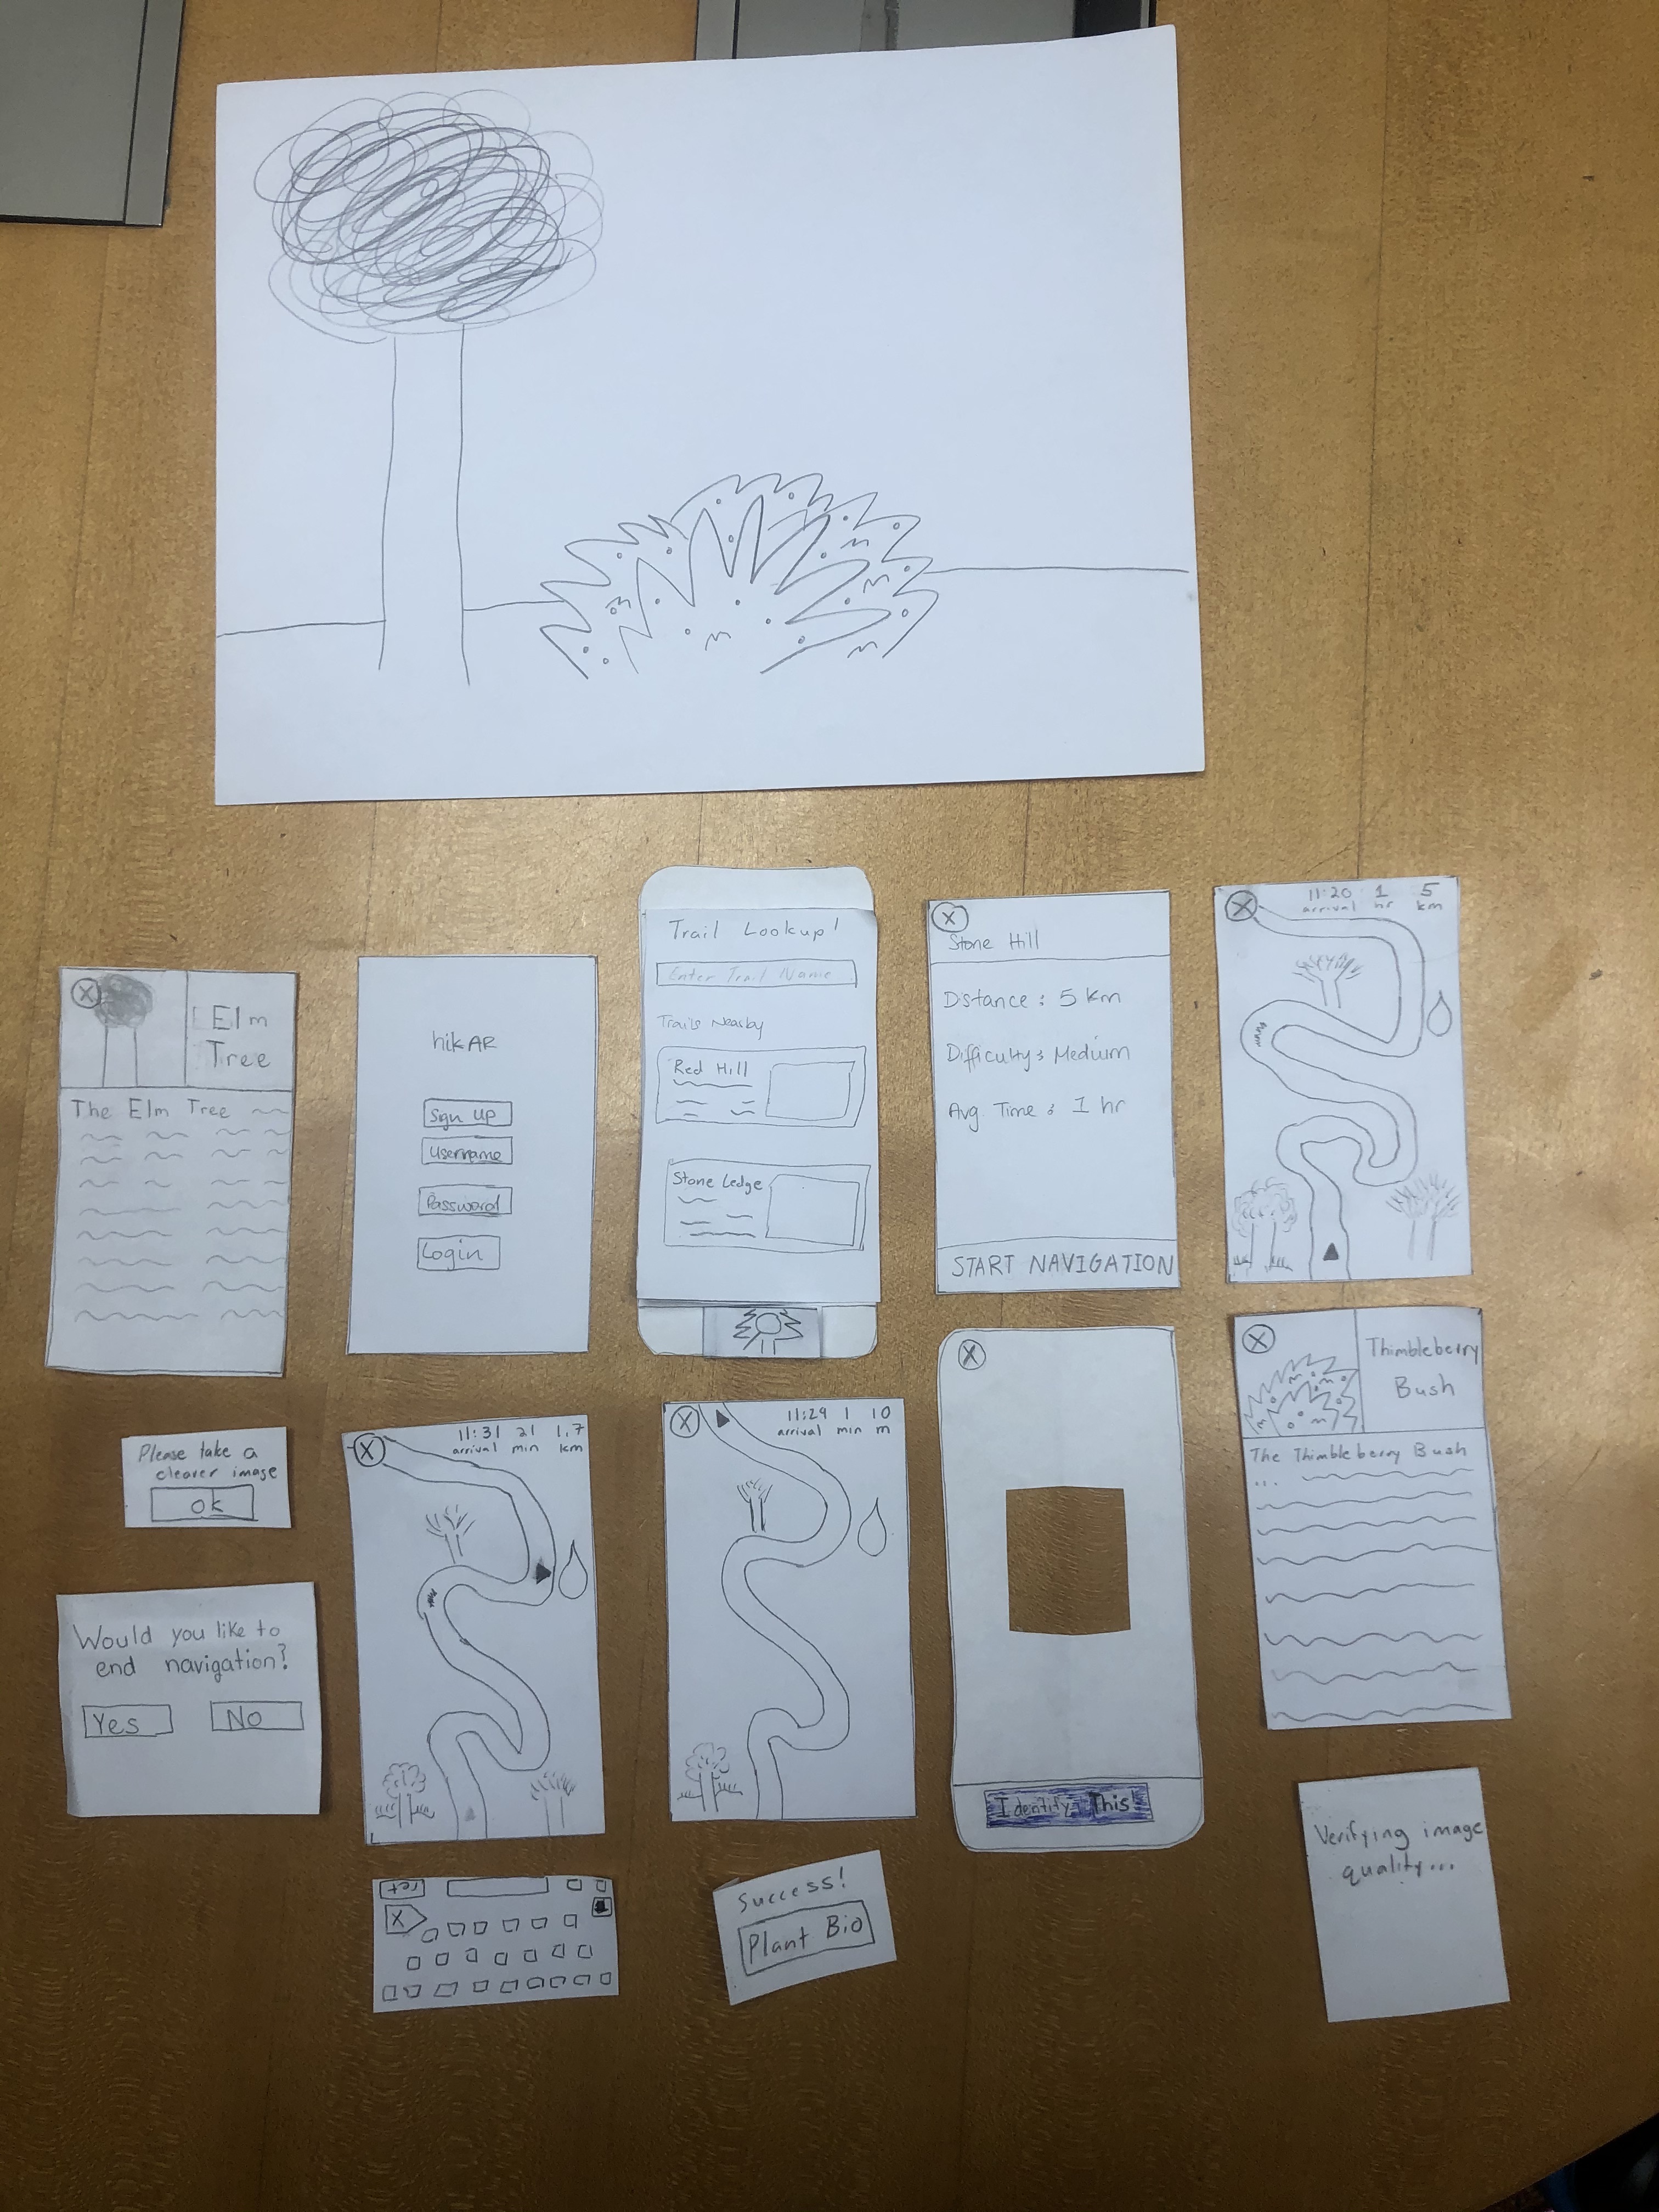 Elm
Tree
The Elm Tree
hikAR
Sign Up
Username
Password
Login
Trail Lookup!
Enter Trail Name
Trails Nearby
Red Hill
Stone Ledge
X
Stone Hill
Distance : 5 km
Difficulty : Medium
Avg. Time : 1 hr
START NAVIGATION
X
11:20 1 5
arrival hr km
Please take a
clearer image
Ok
Would you like to
end navigation?
Yes No
X
11:31 21 1.7
arrival min km
X
11:29 1 10
arrival min m
X
Identify This!
X
Thimbleberry
Bush
The Thimbleberry Bush
...
ret
X
Success!
Plant Bio
Verifying image
quality...